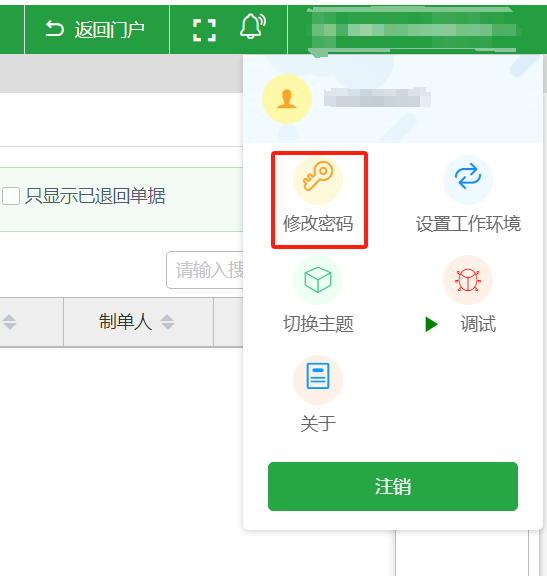 返回门户
只显示已退回单据
修改密码
设置工作环境
请输入搜
制单人
切换主题
调试
关于
注销